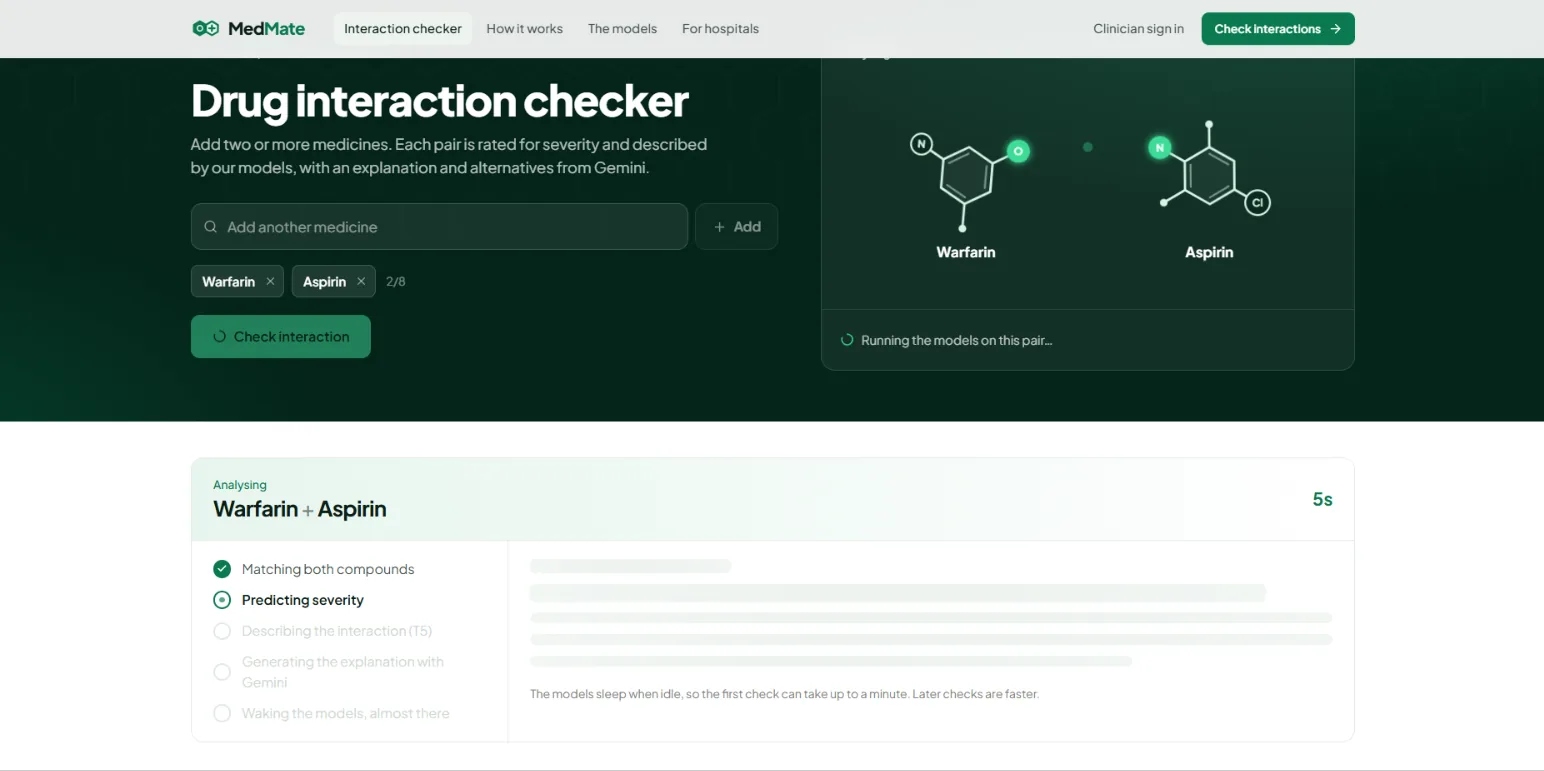 MedMate
Interaction checker
How it works
The models
For hospitals
Clinician sign in
Check interactions
Drug interaction checker
Add two or more medicines. Each pair is rated for severity and described
by our models, with an explanation and alternatives from Gemini.
Add another medicine
+ Add
Warfarin ×
Aspirin ×
2/8
Check interaction
N
O
N
Cl
Warfarin
Aspirin
Running the models on this pair...
Analysing
Warfarin + Aspirin
5s
Matching both compounds
Predicting severity
Describing the interaction (T5)
Generating the explanation with
Gemini
Waking the models, almost there
The models sleep when idle, so the first check can take up to a minute. Later checks are faster.